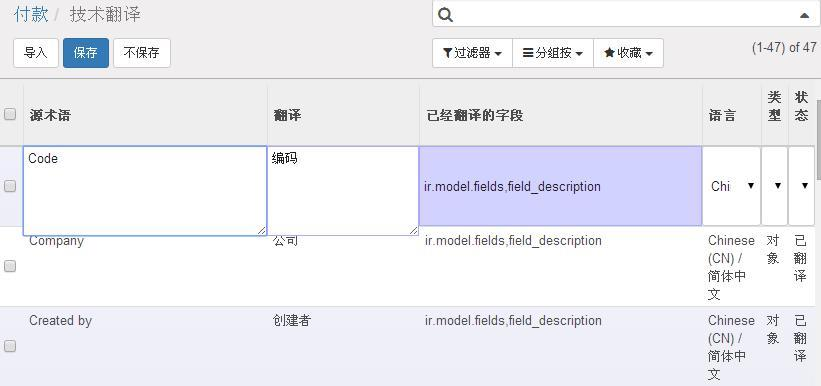 付款 / 技术翻译
导入 保存 不保存
过滤器 分组按 收藏 (1-47) of 47
源术语 翻译 已经翻译的字段 语言 类型 状态
Code 编码 ir.model.fields,field_description Chi
Company 公司 ir.model.fields,field_description Chinese (CN) / 简体中文 对象 已翻译
Created by 创建者 ir.model.fields,field_description Chinese (CN) / 简体中文 对象 已翻译